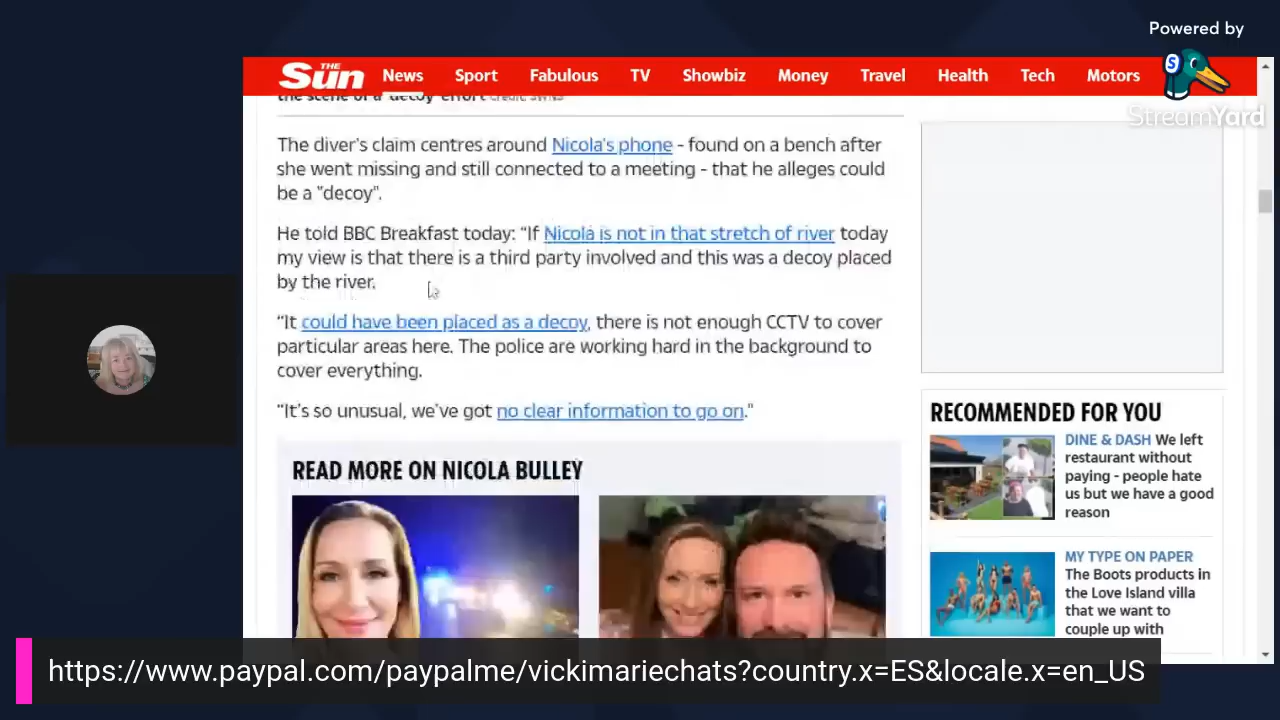 Powered by
StreamYard
THE
Sun
News Sport Fabulous TV Showbiz Money Travel Health Tech Motors
the scene of a 'decoy' effort Credit: SWNS
The diver's claim centres around Nicola's phone - found on a bench after
she went missing and still connected to a meeting - that he alleges could
be a "decoy".
He told BBC Breakfast today: “If Nicola is not in that stretch of river today
my view is that there is a third party involved and this was a decoy placed
by the river.
“It could have been placed as a decoy, there is not enough CCTV to cover
particular areas here. The police are working hard in the background to
cover everything.
“It's so unusual, we've got no clear information to go on."
READ MORE ON NICOLA BULLEY
RECOMMENDED FOR YOU
DINE & DASH We left
restaurant without
paying - people hate
us but we have a good
reason
MY TYPE ON PAPER
The Boots products in
the Love Island villa
that we want to
couple up with
https://www.paypal.com/paypalme/vickimariechats?country.x=ES&locale.x=en_US